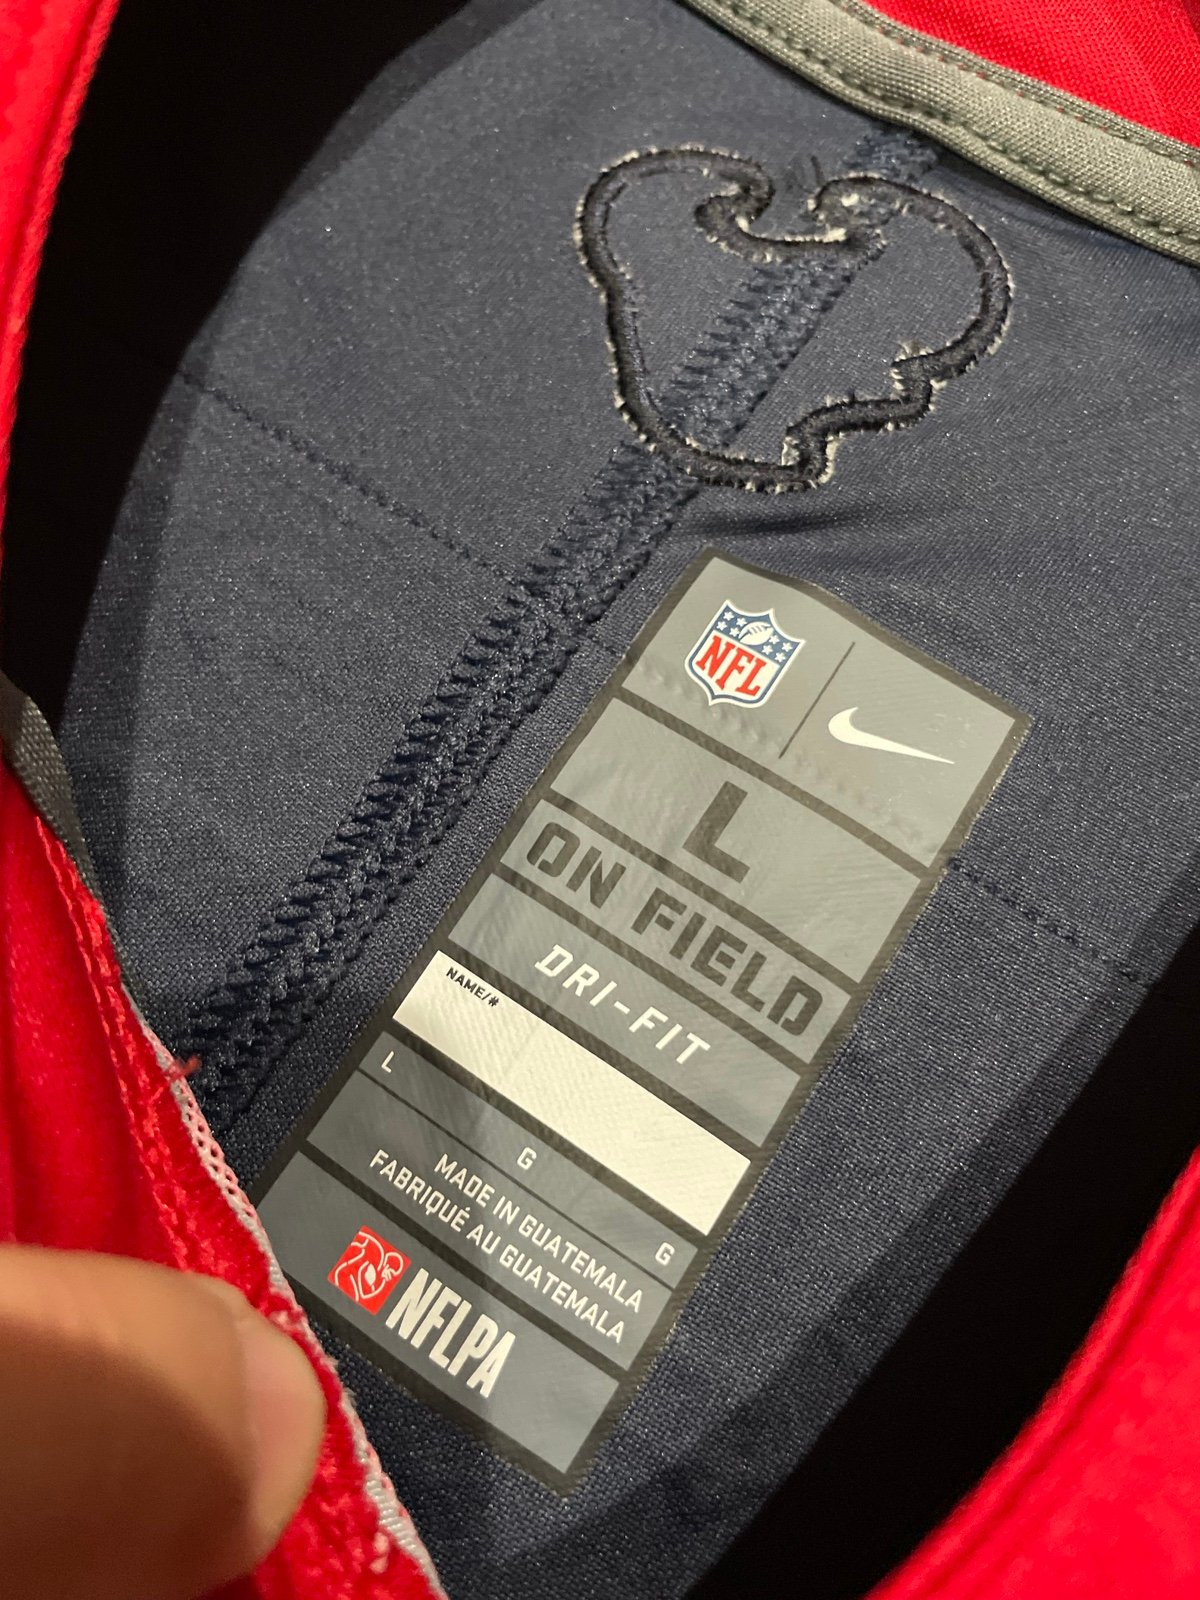 NFL
L
ON FIELD
DRI-FIT
NAME/#
L G G
MADE IN GUATEMALA
FABRIQUÉ AU GUATEMALA
NFLPA